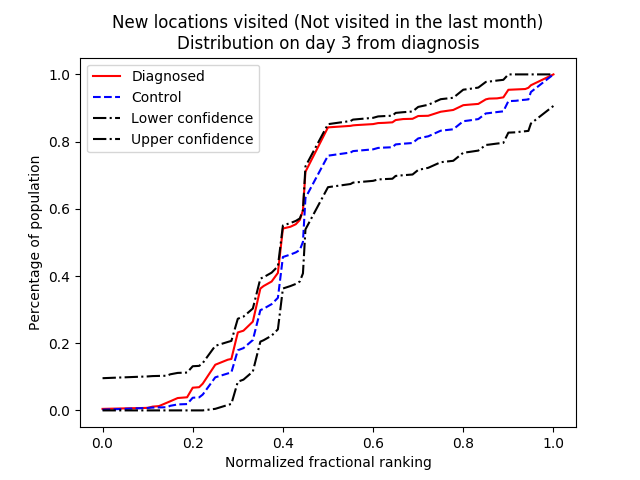 New locations visited (Not visited in the last month)
Distribution on day 3 from diagnosis
Diagnosed
Control
Lower confidence
Upper confidence
Percentage of population
1.0
0.8
0.6
0.4
0.2
0.0
0.0 0.2 0.4 0.6 0.8 1.0
Normalized fractional ranking